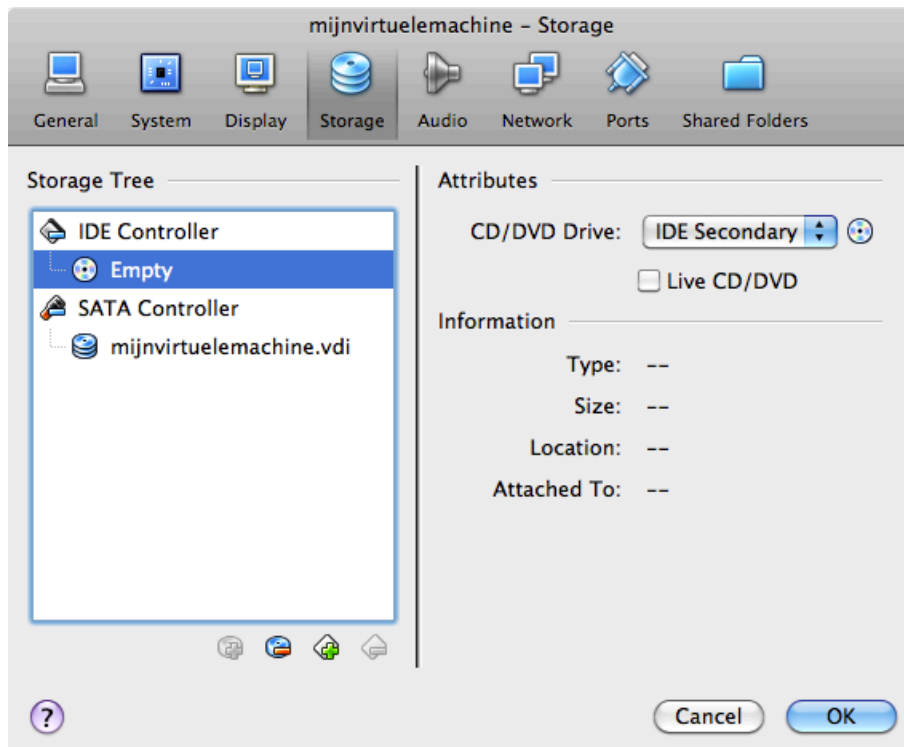 mijnvirtuelemachine – Storage
General System Display Storage Audio Network Ports Shared Folders
Storage Tree
IDE Controller
Empty
SATA Controller
mijnvirtuelemachine.vdi
Attributes
CD/DVD Drive: IDE Secondary
Live CD/DVD
Information
Type: --
Size: --
Location: --
Attached To: --
?
Cancel OK